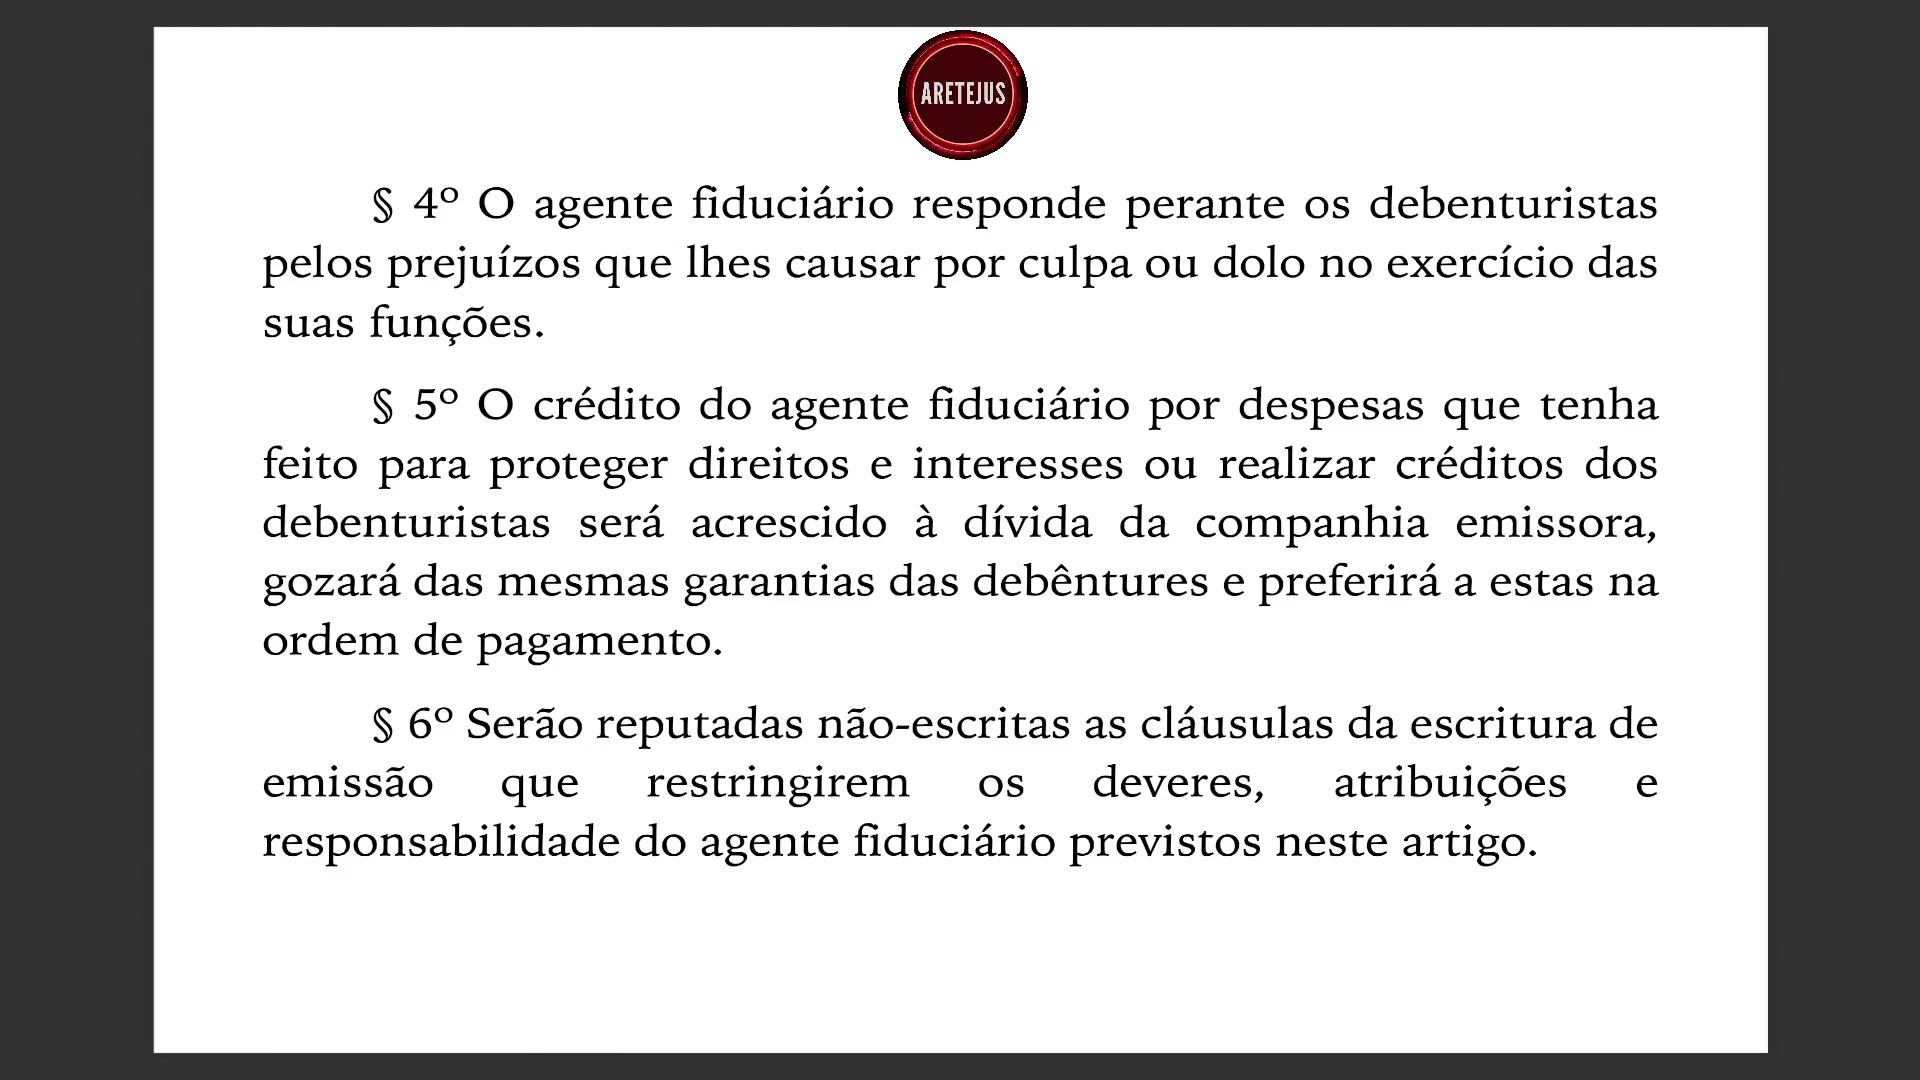 ARETEJUS
§ 4º O agente fiduciário responde perante os debenturistas
pelos prejuízos que lhes causar por culpa ou dolo no exercício das
suas funções.
§ 5º O crédito do agente fiduciário por despesas que tenha
feito para proteger direitos e interesses ou realizar créditos dos
debenturistas será acrescido à dívida da companhia emissora,
gozará das mesmas garantias das debêntures e preferirá a estas na
ordem de pagamento.
§ 6º Serão reputadas não-escritas as cláusulas da escritura de
emissão que restringirem os deveres, atribuições e
responsabilidade do agente fiduciário previstos neste artigo.